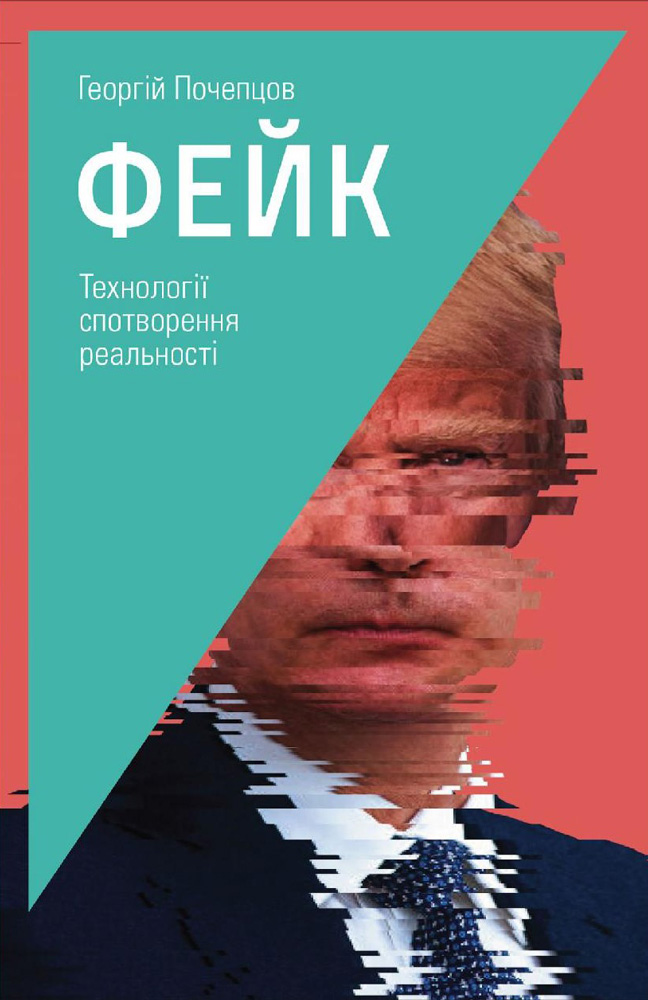 Георгій Почепцов
ФЕЙК
Технології
спотворення
реальності